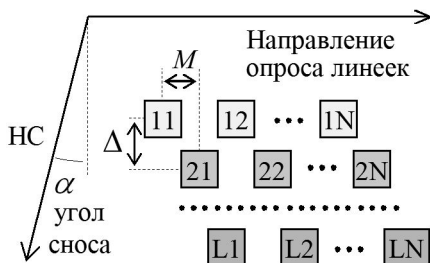 Направление
опроса линеек
M
11 12 ••• 1N
НС
Δ
21 22 ••• 2N
α
угол
сноса
L1 L2 ••• LN